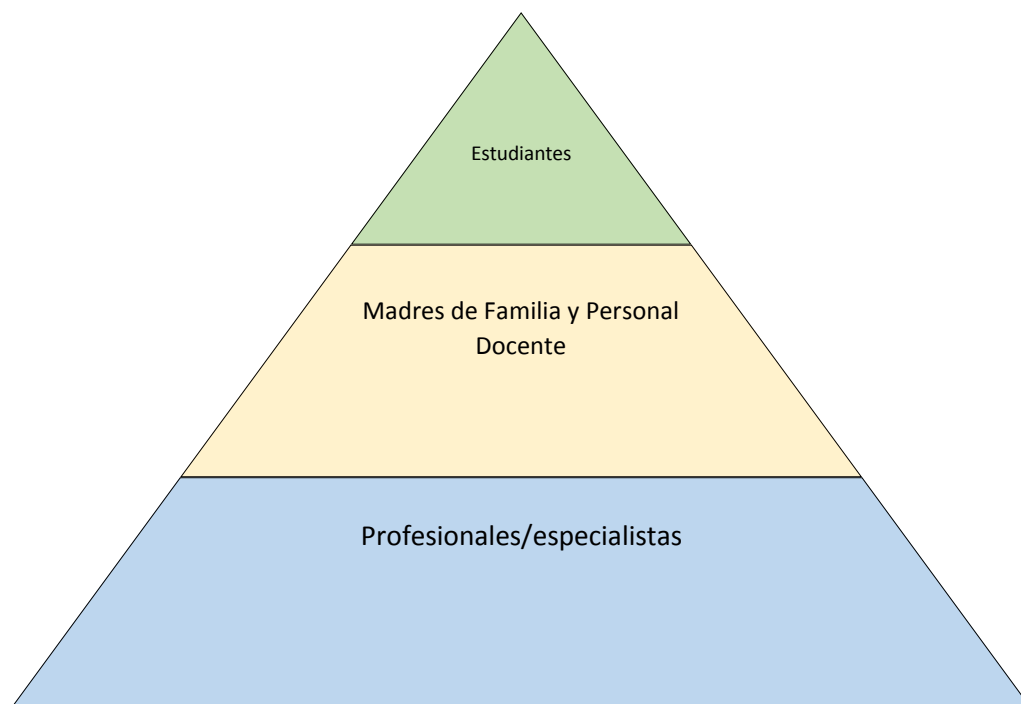 Estudiantes
Madres de Familia y Personal
Docente
Profesionales/especialistas